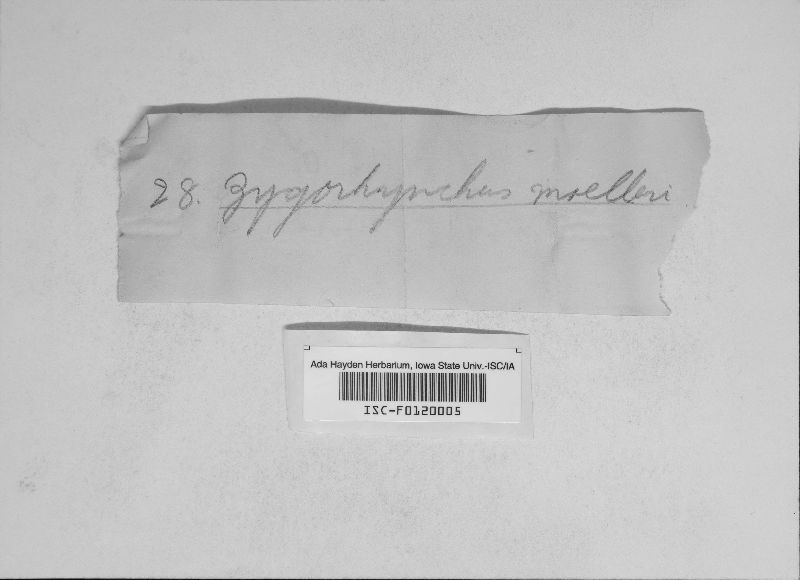 28. Zygorhynchus moelleri
Ada Hayden Herbarium, Iowa State Univ.-ISC/IA
ISC-F0120005